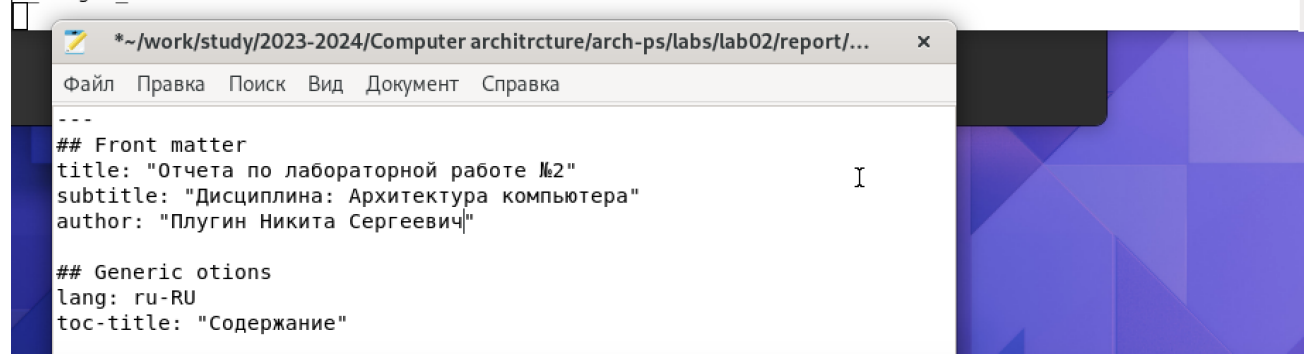 *~/work/study/2023-2024/Computer architrcture/arch-ps/labs/lab02/report/...
Файл Правка Поиск Вид Документ Справка
---
## Front matter
title: "Отчета по лабораторной работе №2"
subtitle: "Дисциплина: Архитектура компьютера"
author: "Плугин Никита Сергеевич"
## Generic otions
lang: ru-RU
toc-title: "Содержание"